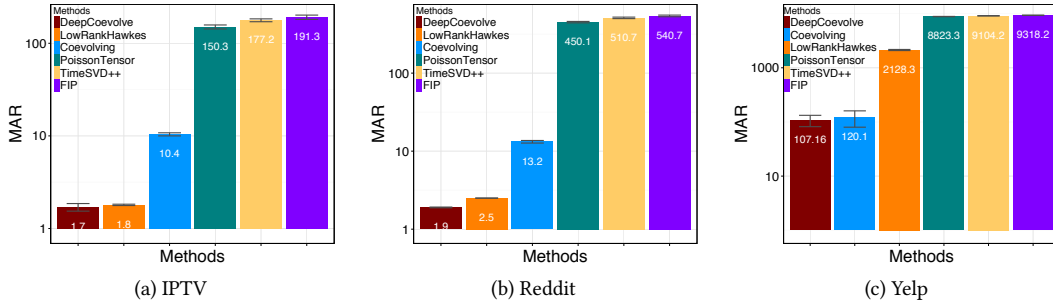 MAR
100
10
1
Methods
DeepCoevolve
LowRankHawkes
Coevolving
PoissonTensor
TimeSVD++
FIP
1.7
1.8
10.4
150.3
177.2
191.3
Methods
(a) IPTV
MAR
100
10
1
Methods
DeepCoevolve
LowRankHawkes
Coevolving
PoissonTensor
TimeSVD++
FIP
1.9
2.5
13.2
450.1
510.7
540.7
Methods
(b) Reddit
MAR
1000
10
Methods
DeepCoevolve
Coevolving
LowRankHawkes
PoissonTensor
TimeSVD++
FIP
107.16
120.1
2128.3
8823.3
9104.2
9318.2
Methods
(c) Yelp